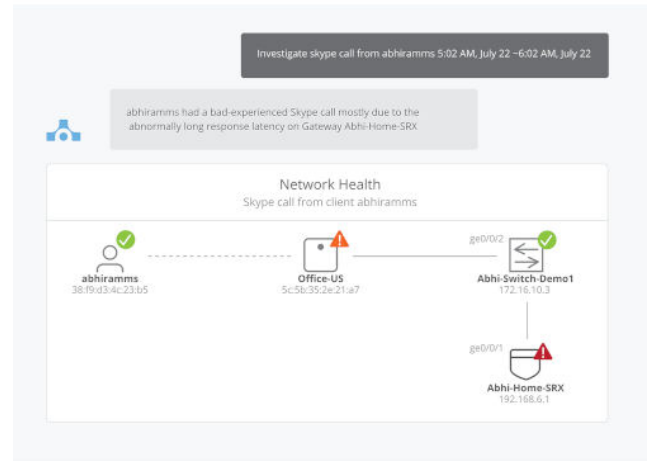 Investigate skype call from abhiramms 5:02 AM, July 22 ~6:02 AM, July 22
abhiramms had a bad-experienced Skype call mostly due to the
abnormally long response latency on Gateway Abhi-Home-SRX
Network Health
Skype call from client abhiramms
abhiramms
38:f9:d3:4c:23:b5
Office-US
5c:5b:35:2e:21:a7
ge0/0/2
Abhi-Switch-Demo1
172.16.10.3
ge0/0/1
Abhi-Home-SRX
192.168.6.1